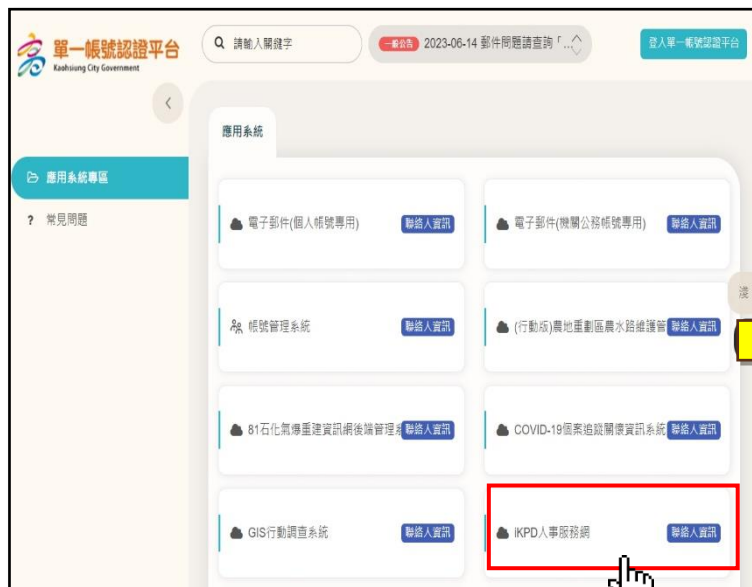 單一帳號認證平台
Kaohsiung City Government
請輸入關鍵字
一般公告 2023-06-14 郵件問題請查詢「...
登入單一帳號認證平台
應用系統
應用系統專區
? 常見問題
電子郵件(個人帳號專用) 聯絡人資訊
電子郵件(機關公務帳號專用) 聯絡人資訊
帳號管理系統 聯絡人資訊
(行動版)農地重劃區農水路維護管 聯絡人資訊
81石化氣爆重建資訊網後端管理系 聯絡人資訊
COVID-19個案追蹤關懷資訊系統 聯絡人資訊
GIS行動調查系統 聯絡人資訊
iKPD人事服務網 聯絡人資訊